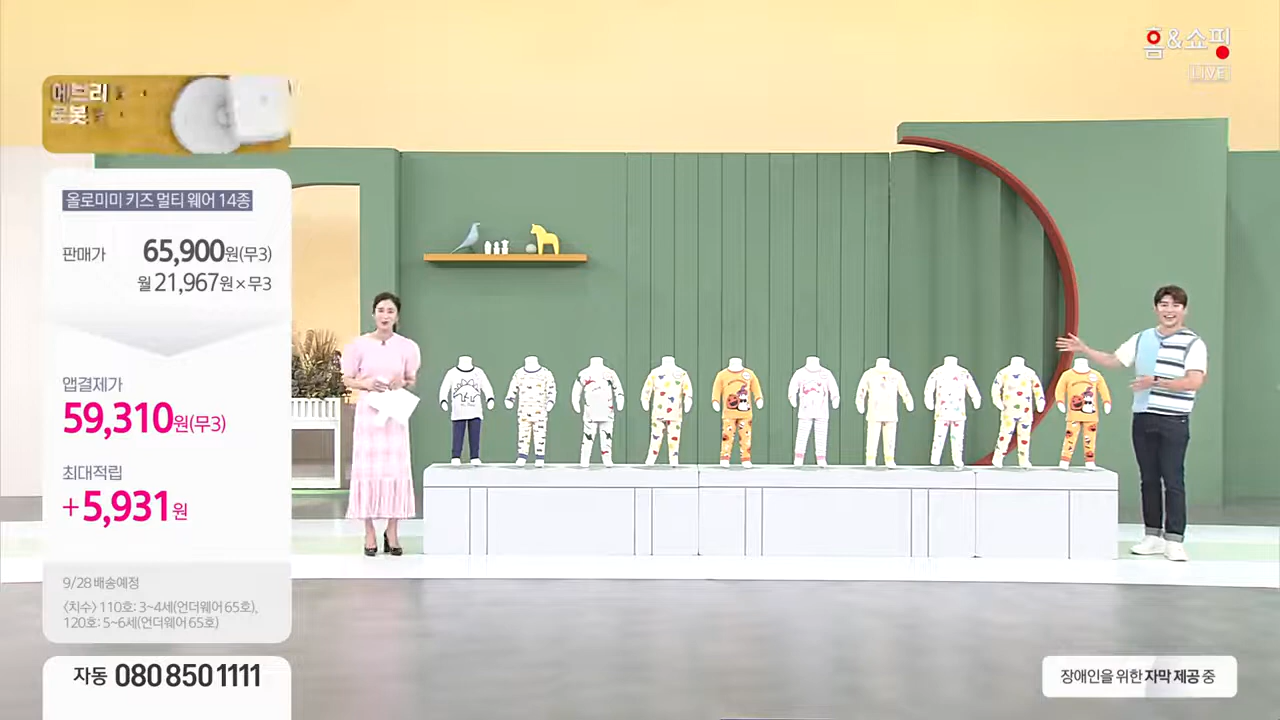 홈&쇼핑
LIVE
에브리
로봇
올로미미 키즈 멀티 웨어 14종
판매가 65,900원(무3)
월 21,967원×무3
앱결제가
59,310원(무3)
최대적립
+5,931원
9/28 배송예정
<치수> 110호: 3~4세(언더웨어 65호),
120호: 5~6세(언더웨어 65호)
자동 080 850 1111
장애인을 위한 자막 제공 중